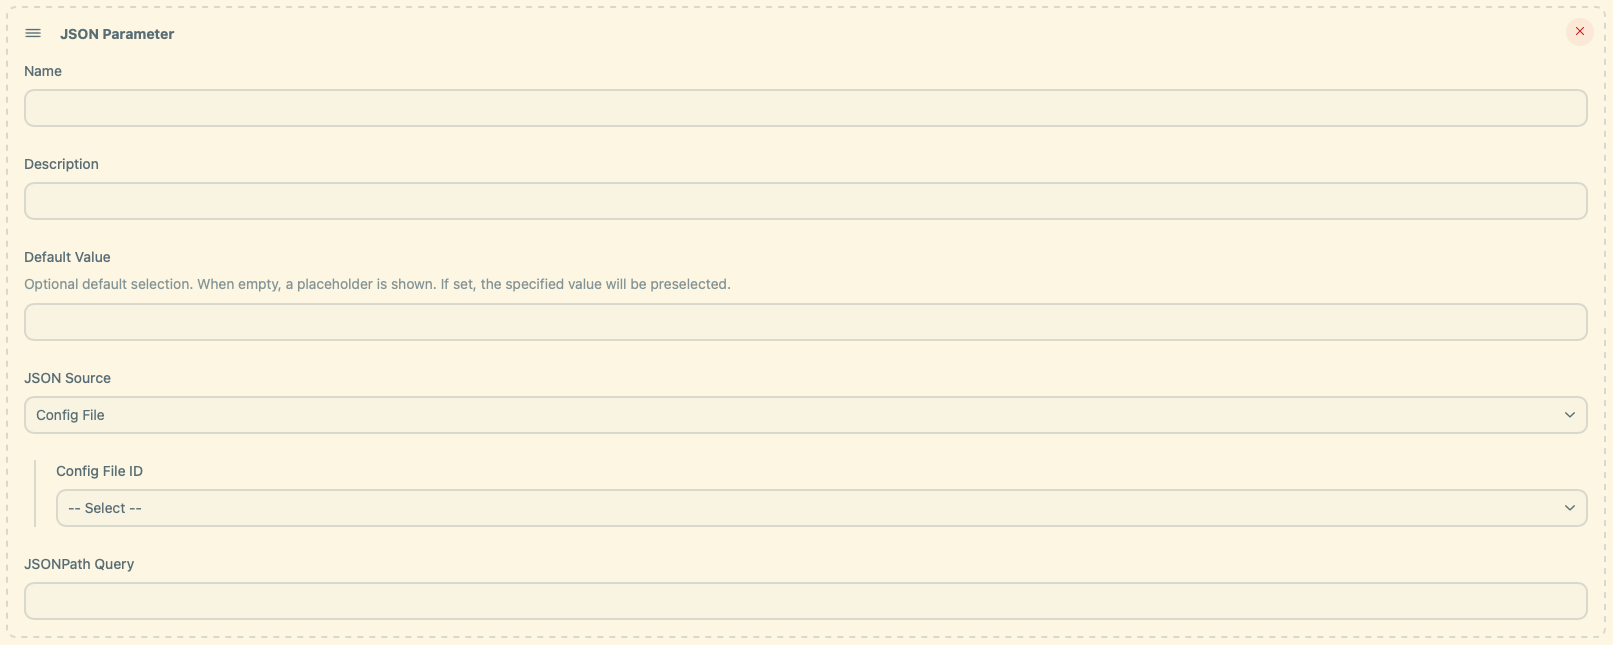 JSON Parameter
Name
Description
Default Value
Optional default selection. When empty, a placeholder is shown. If set, the specified value will be preselected.
JSON Source
Config File
Config File ID
-- Select --
JSONPath Query